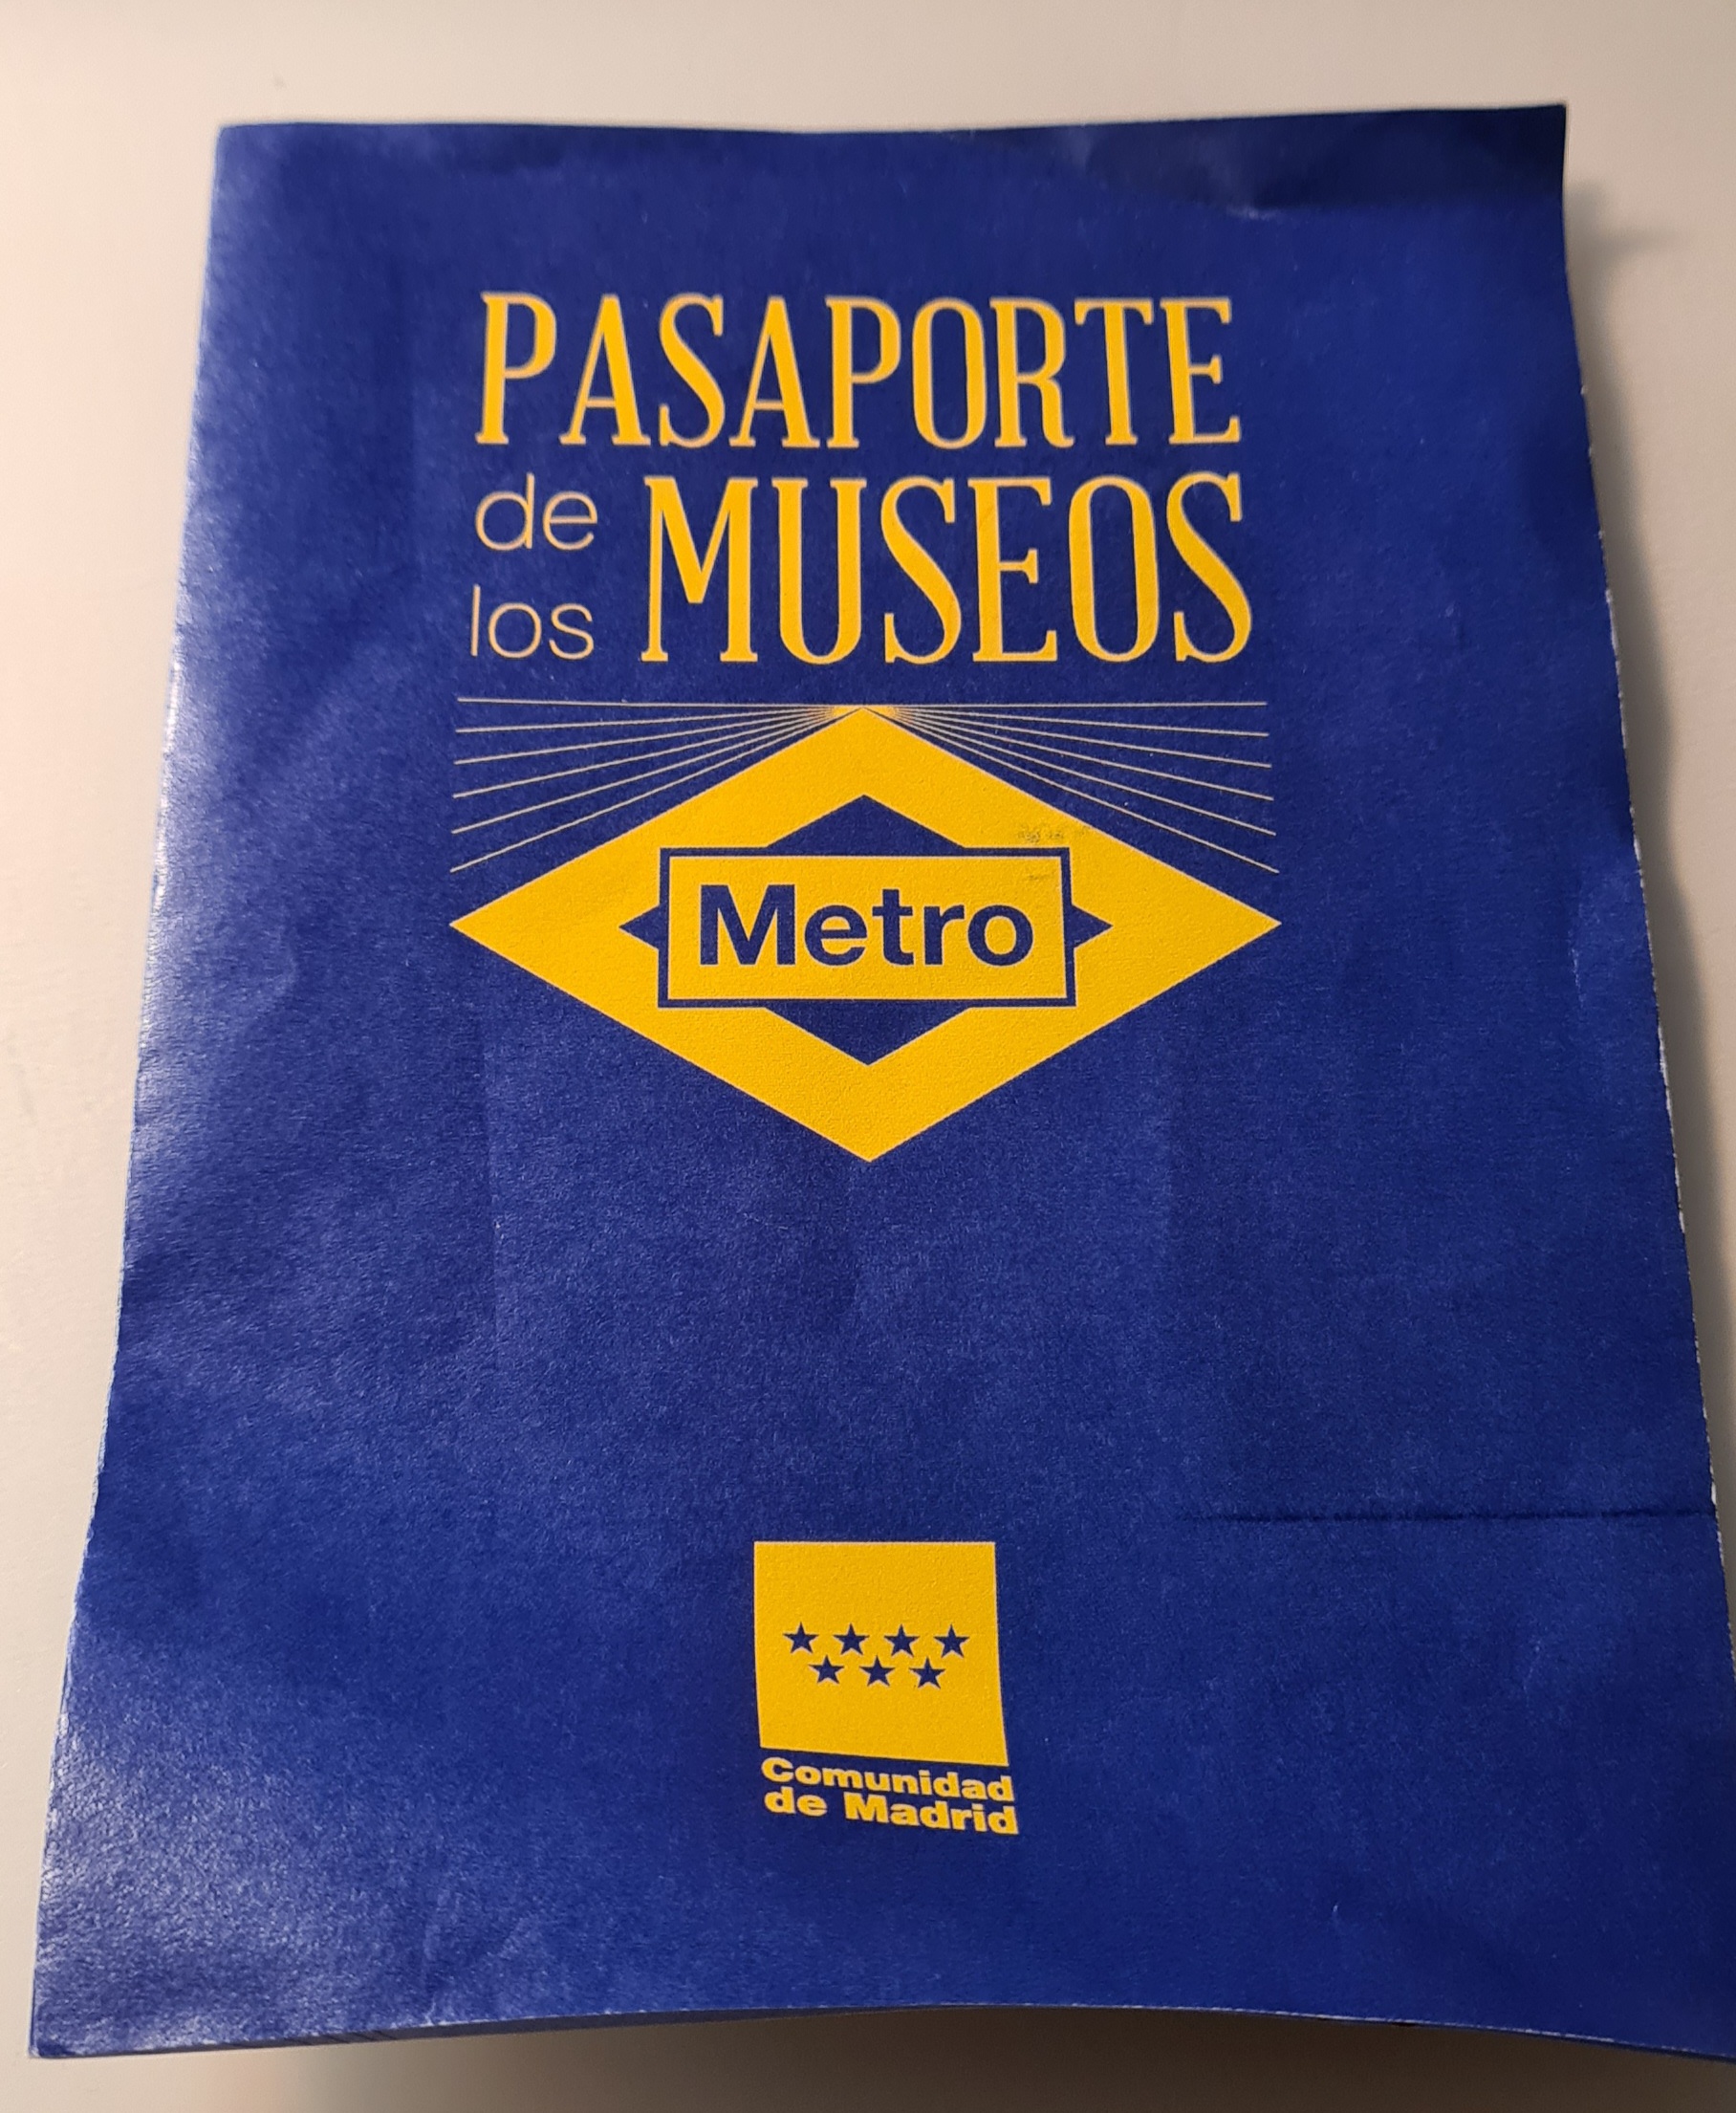 PASAPORTE
de los MUSEOS
Metro
Comunidad
de Madrid